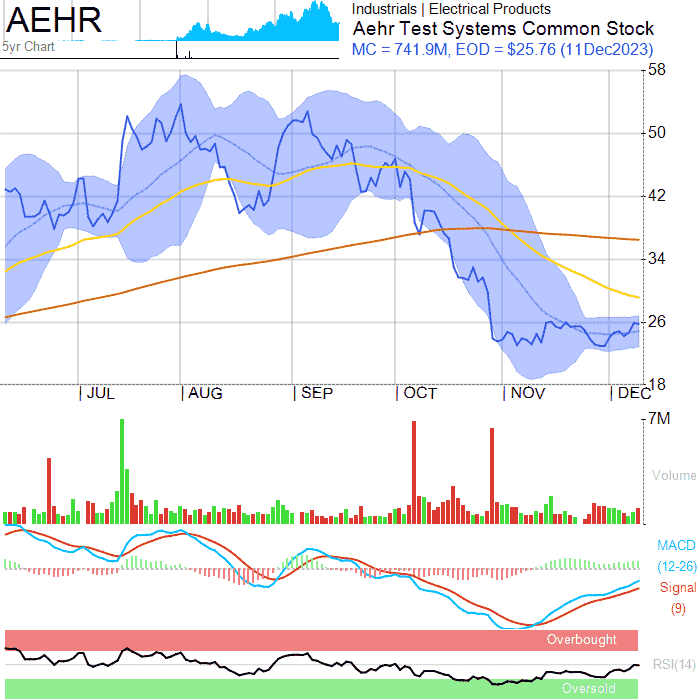 AEHR
5yr Chart
Industrials | Electrical Products
Aehr Test Systems Common Stock
MC = 741.9M, EOD = $25.76 (11Dec2023)
58
50
42
34
26
18
JUL AUG SEP OCT NOV DEC
7M
Volume
MACD
(12-26)
Signal
(9)
Overbought
RSI(14)
Oversold